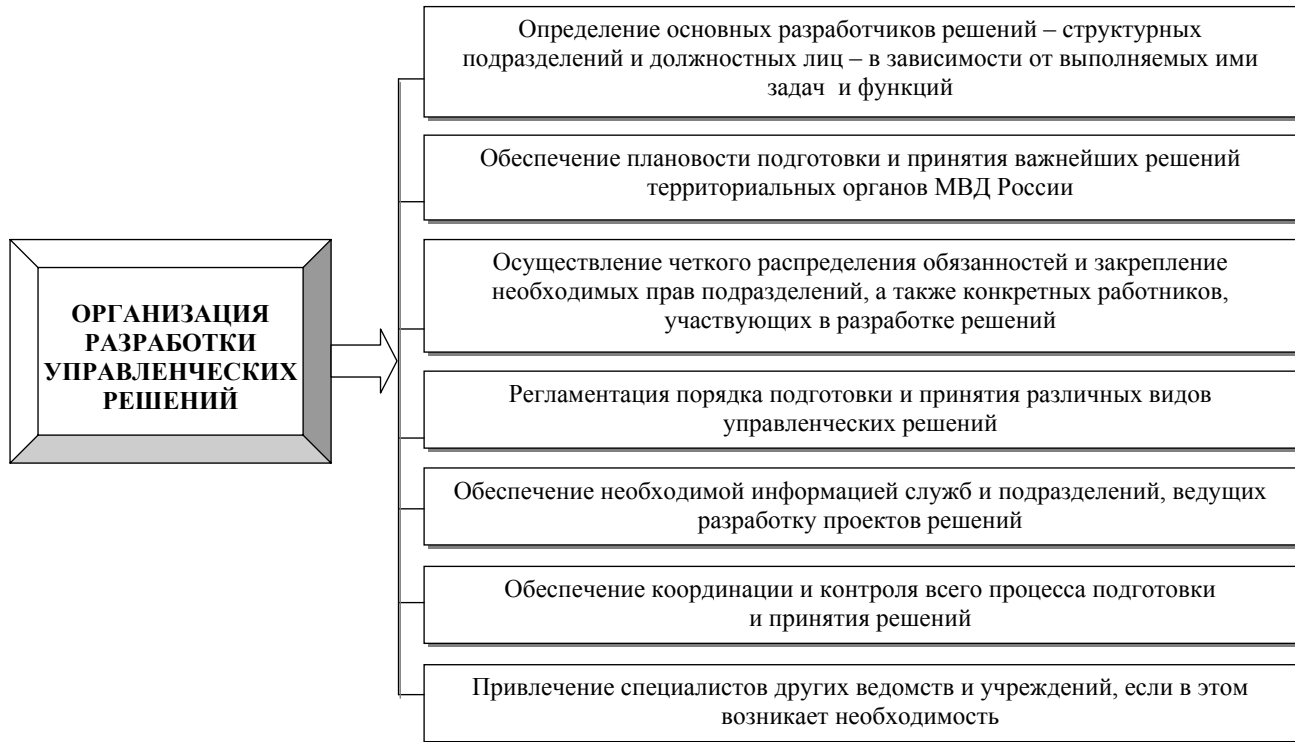 Определение основных разработчиков решений – структурных
подразделений и должностных лиц – в зависимости от выполняемых ими
задач и функций
Обеспечение плановости подготовки и принятия важнейших решений
территориальных органов МВД России
Осуществление четкого распределения обязанностей и закрепление
необходимых прав подразделений, а также конкретных работников,
участвующих в разработке решений
ОРГАНИЗАЦИЯ
РАЗРАБОТКИ
УПРАВЛЕНЧЕСКИХ
РЕШЕНИЙ
Регламентация порядка подготовки и принятия различных видов
управленческих решений
Обеспечение необходимой информацией служб и подразделений, ведущих
разработку проектов решений
Обеспечение координации и контроля всего процесса подготовки
и принятия решений
Привлечение специалистов других ведомств и учреждений, если в этом
возникает необходимость